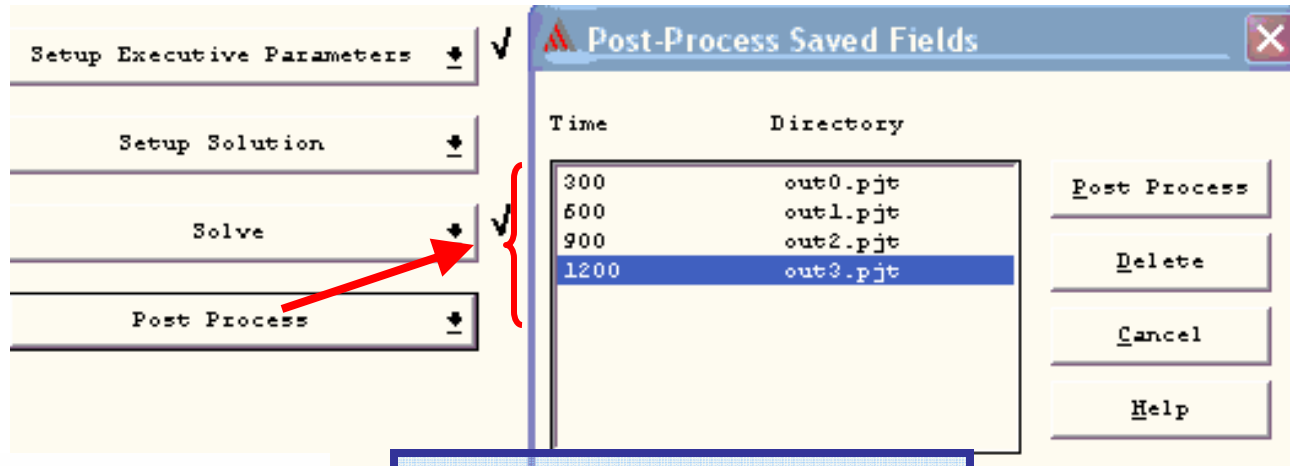 Setup Executive Parameters
Setup Solution
Solve
Post Process
Post-Process Saved Fields
Time Directory
300 out0.pjt
600 out1.pjt
900 out2.pjt
1200 out3.pjt
Post Process
Delete
Cancel
Help